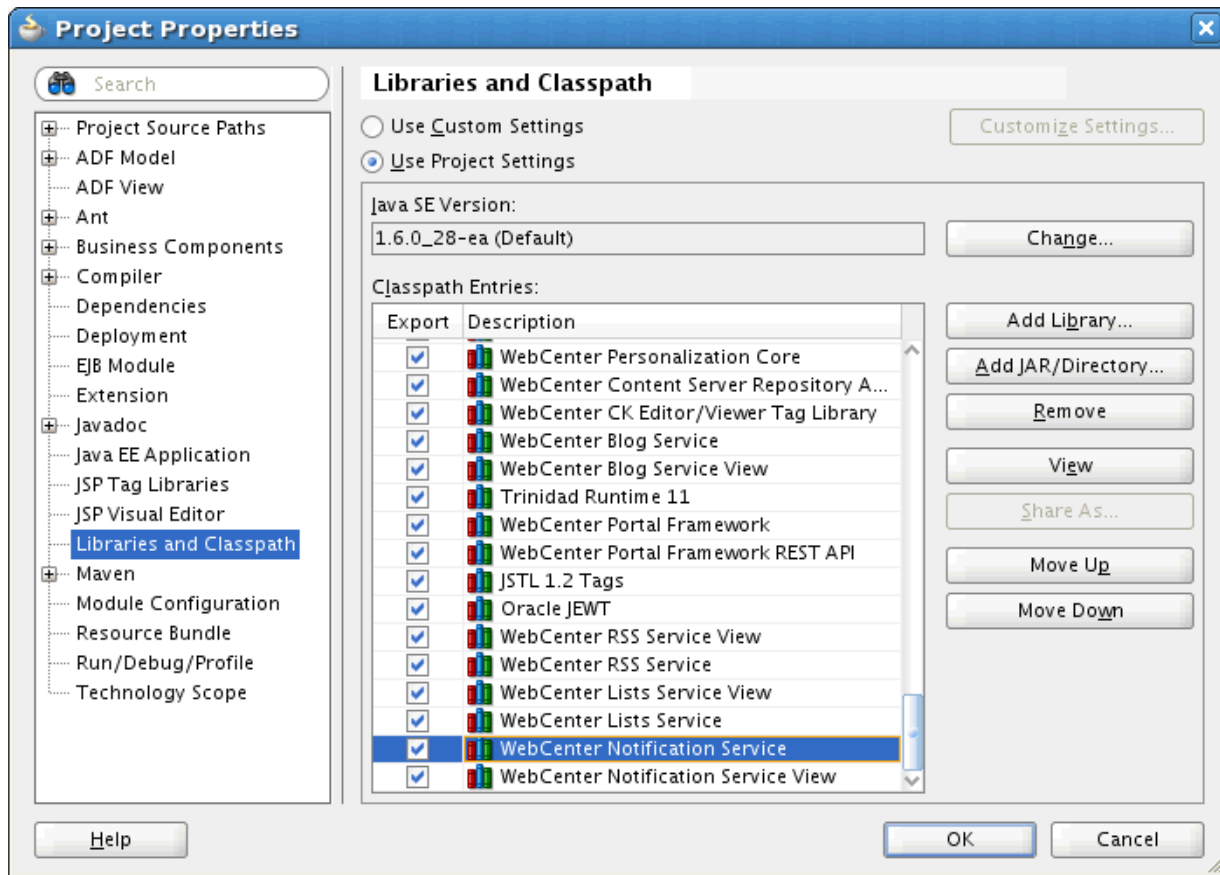 Project Properties
Search
Project Source Paths
ADF Model
ADF View
Ant
Business Components
Compiler
Dependencies
Deployment
EJB Module
Extension
Javadoc
Java EE Application
JSP Tag Libraries
JSP Visual Editor
Libraries and Classpath
Maven
Module Configuration
Resource Bundle
Run/Debug/Profile
Technology Scope
Libraries and Classpath
Use Custom Settings
Customize Settings...
Use Project Settings
Java SE Version:
1.6.0_28-ea (Default)
Change...
Classpath Entries:
Export Description
WebCenter Personalization Core
WebCenter Content Server Repository A...
WebCenter CK Editor/Viewer Tag Library
WebCenter Blog Service
WebCenter Blog Service View
Trinidad Runtime 11
WebCenter Portal Framework
WebCenter Portal Framework REST API
JSTL 1.2 Tags
Oracle JEWT
WebCenter RSS Service View
WebCenter RSS Service
WebCenter Lists Service View
WebCenter Lists Service
WebCenter Notification Service
WebCenter Notification Service View
Add Library...
Add JAR/Directory...
Remove
View
Share As...
Move Up
Move Down
Help
OK
Cancel